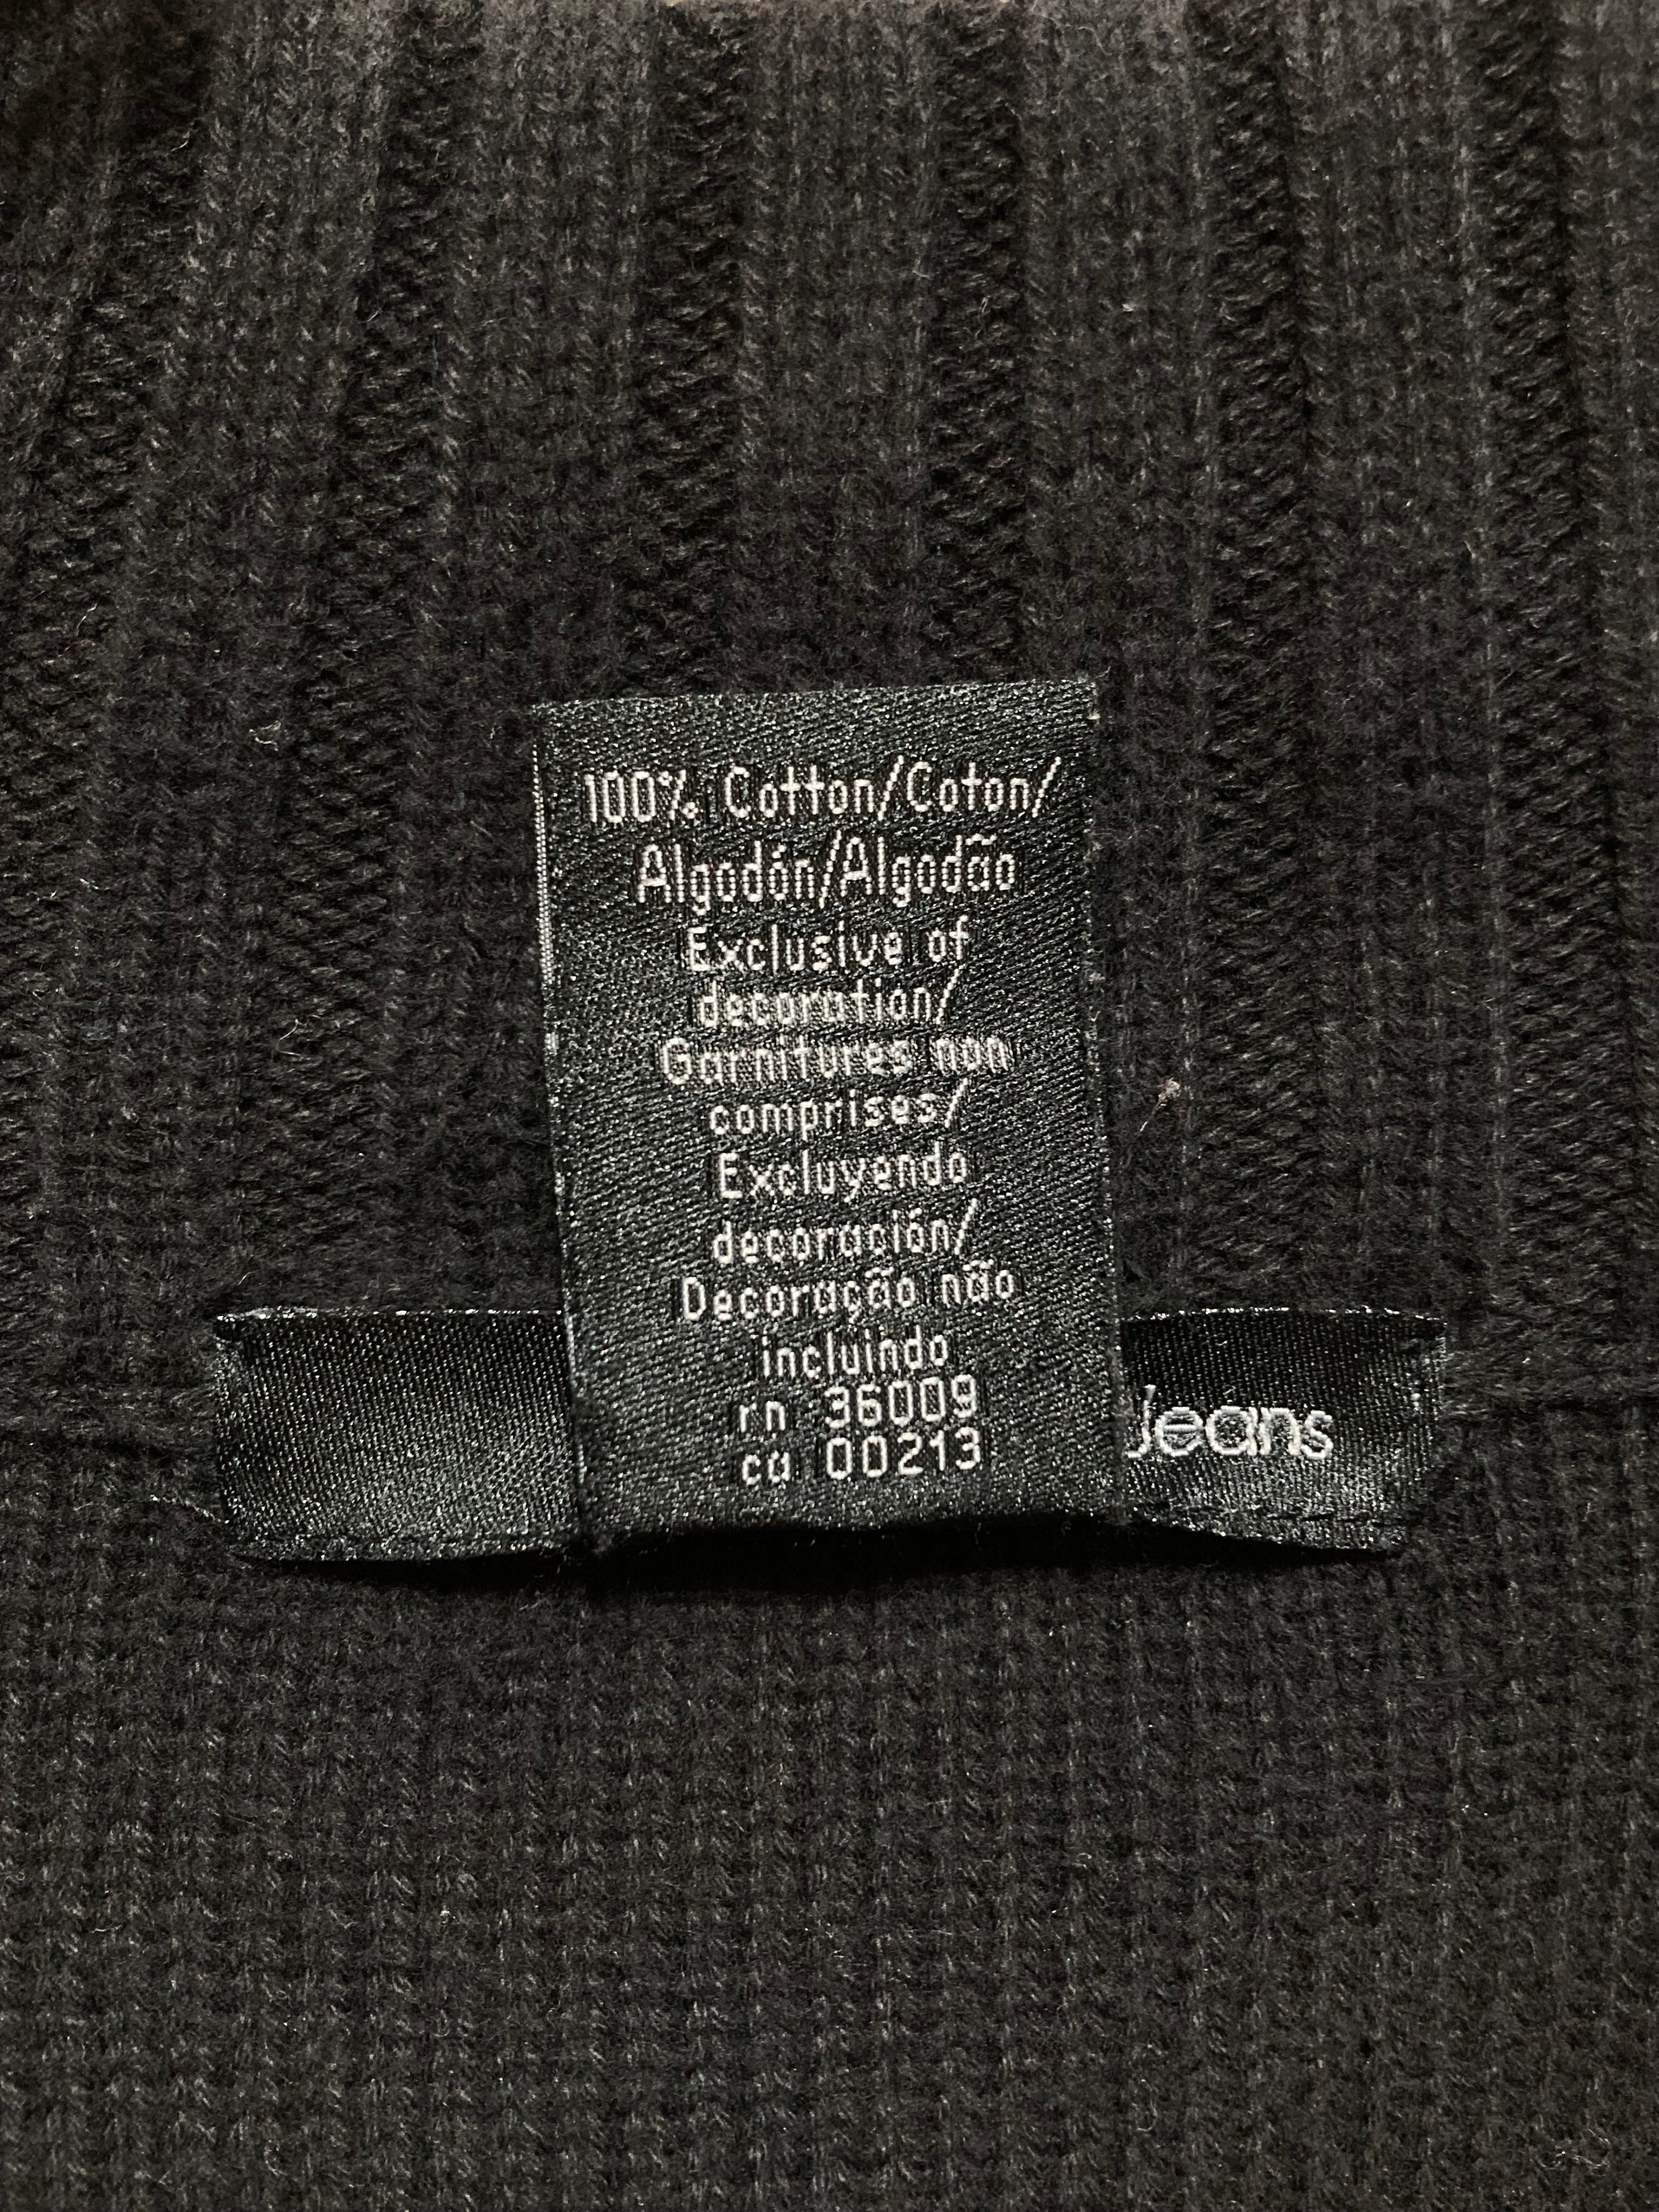 100% Cotton/Coton/
Algodón/Algodão
Exclusive of
decoration/
Garnitures non
comprises/
Excluyendo
decoración/
Decoração não
incluindo
rn 36009
ca 00213
Jeans